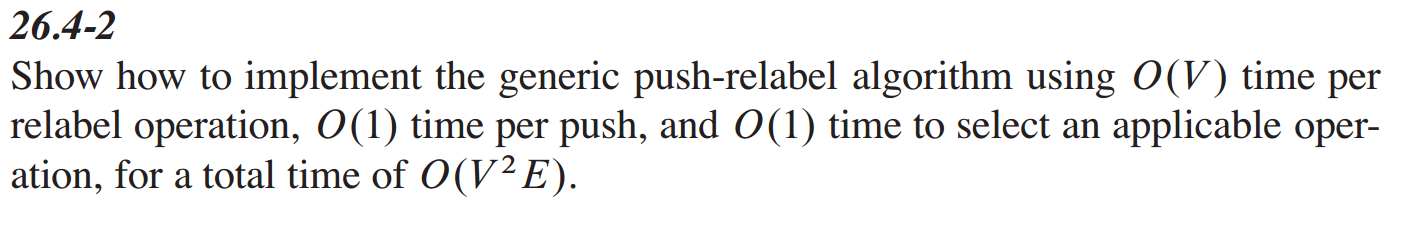 26.4-2
Show how to implement the generic push-relabel algorithm using O(V) time per
relabel operation, O(1) time per push, and O(1) time to select an applicable oper-
ation, for a total time of O(V²E).